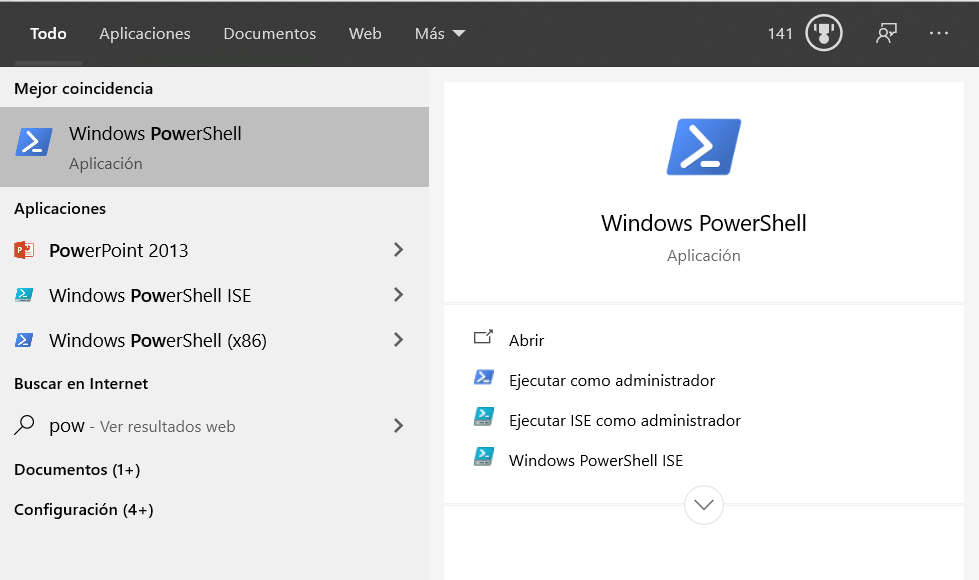 Todo Aplicaciones Documentos Web Más 141
Mejor coincidencia
Windows PowerShell
Aplicación
Aplicaciones
PowerPoint 2013
Windows PowerShell ISE
Windows PowerShell (x86)
Buscar en Internet
pow - Ver resultados web
Documentos (1+)
Configuración (4+)
Windows PowerShell
Aplicación
Abrir
Ejecutar como administrador
Ejecutar ISE como administrador
Windows PowerShell ISE